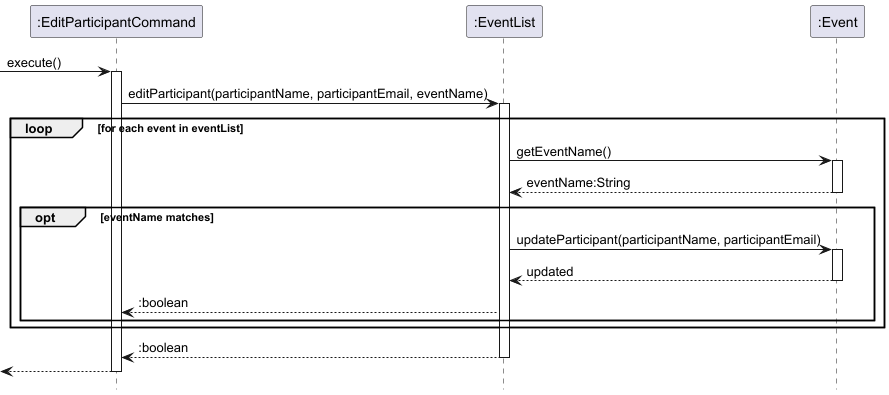 :EditParticipantCommand
:EventList
:Event
execute()
editParticipant(participantName, participantEmail, eventName)
loop
[for each event in eventList]
getEventName()
eventName:String
opt
[eventName matches]
updateParticipant(participantName, participantEmail)
updated
:boolean
:boolean